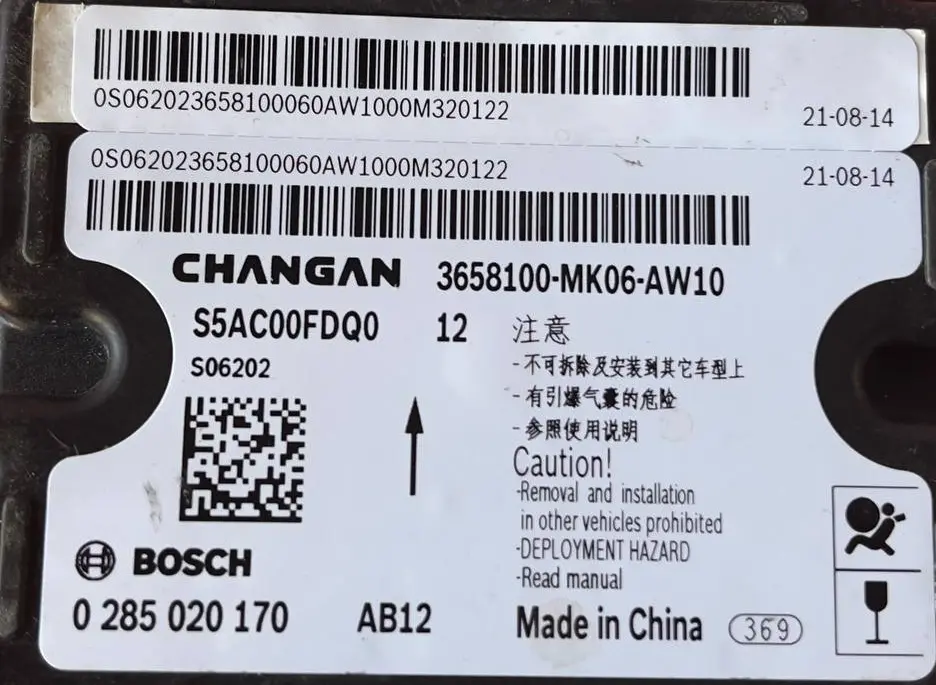 0S062023658100060AW1000M320122
21-08-14
0S062023658100060AW1000M320122
21-08-14
CHANGAN 3658100-MK06-AW10
S5AC00FDQ0 12
S06202
注意
-不可拆除及安装到其它车型上
-有引爆气囊的危险
-参照使用说明
Caution!
-Removal and installation
in other vehicles prohibited
-DEPLOYMENT HAZARD
-Read manual
BOSCH
0 285 020 170 AB12
Made in China 369